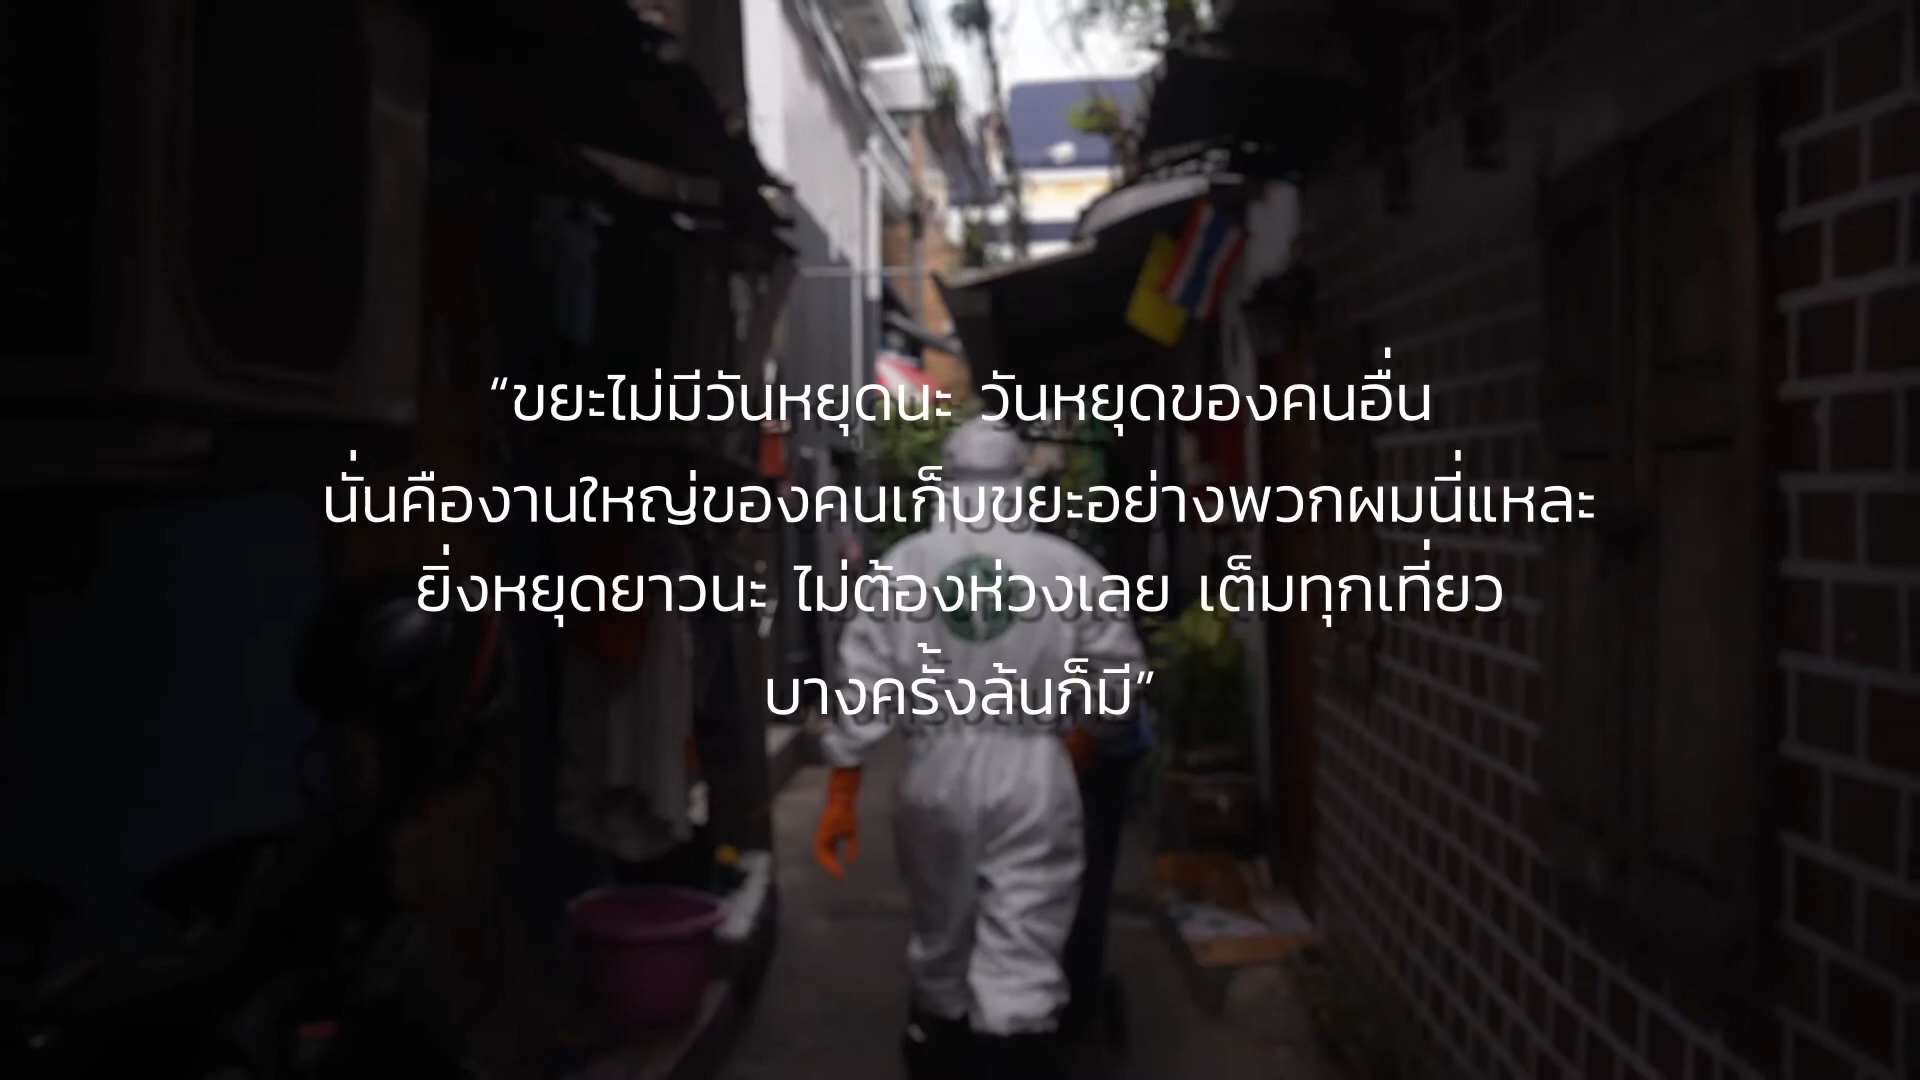 “ขยะไม่มีวันหยุดนะ วันหยุดของคนอื่น
นั่นคืองานใหญ่ของคนเก็บขยะอย่างพวกผมนี่แหละ
ยิ่งหยุดยาวนะ ไม่ต้องห่วงเลย เต็มทุกเที่ยว
บางครั้งล้นก็มี”